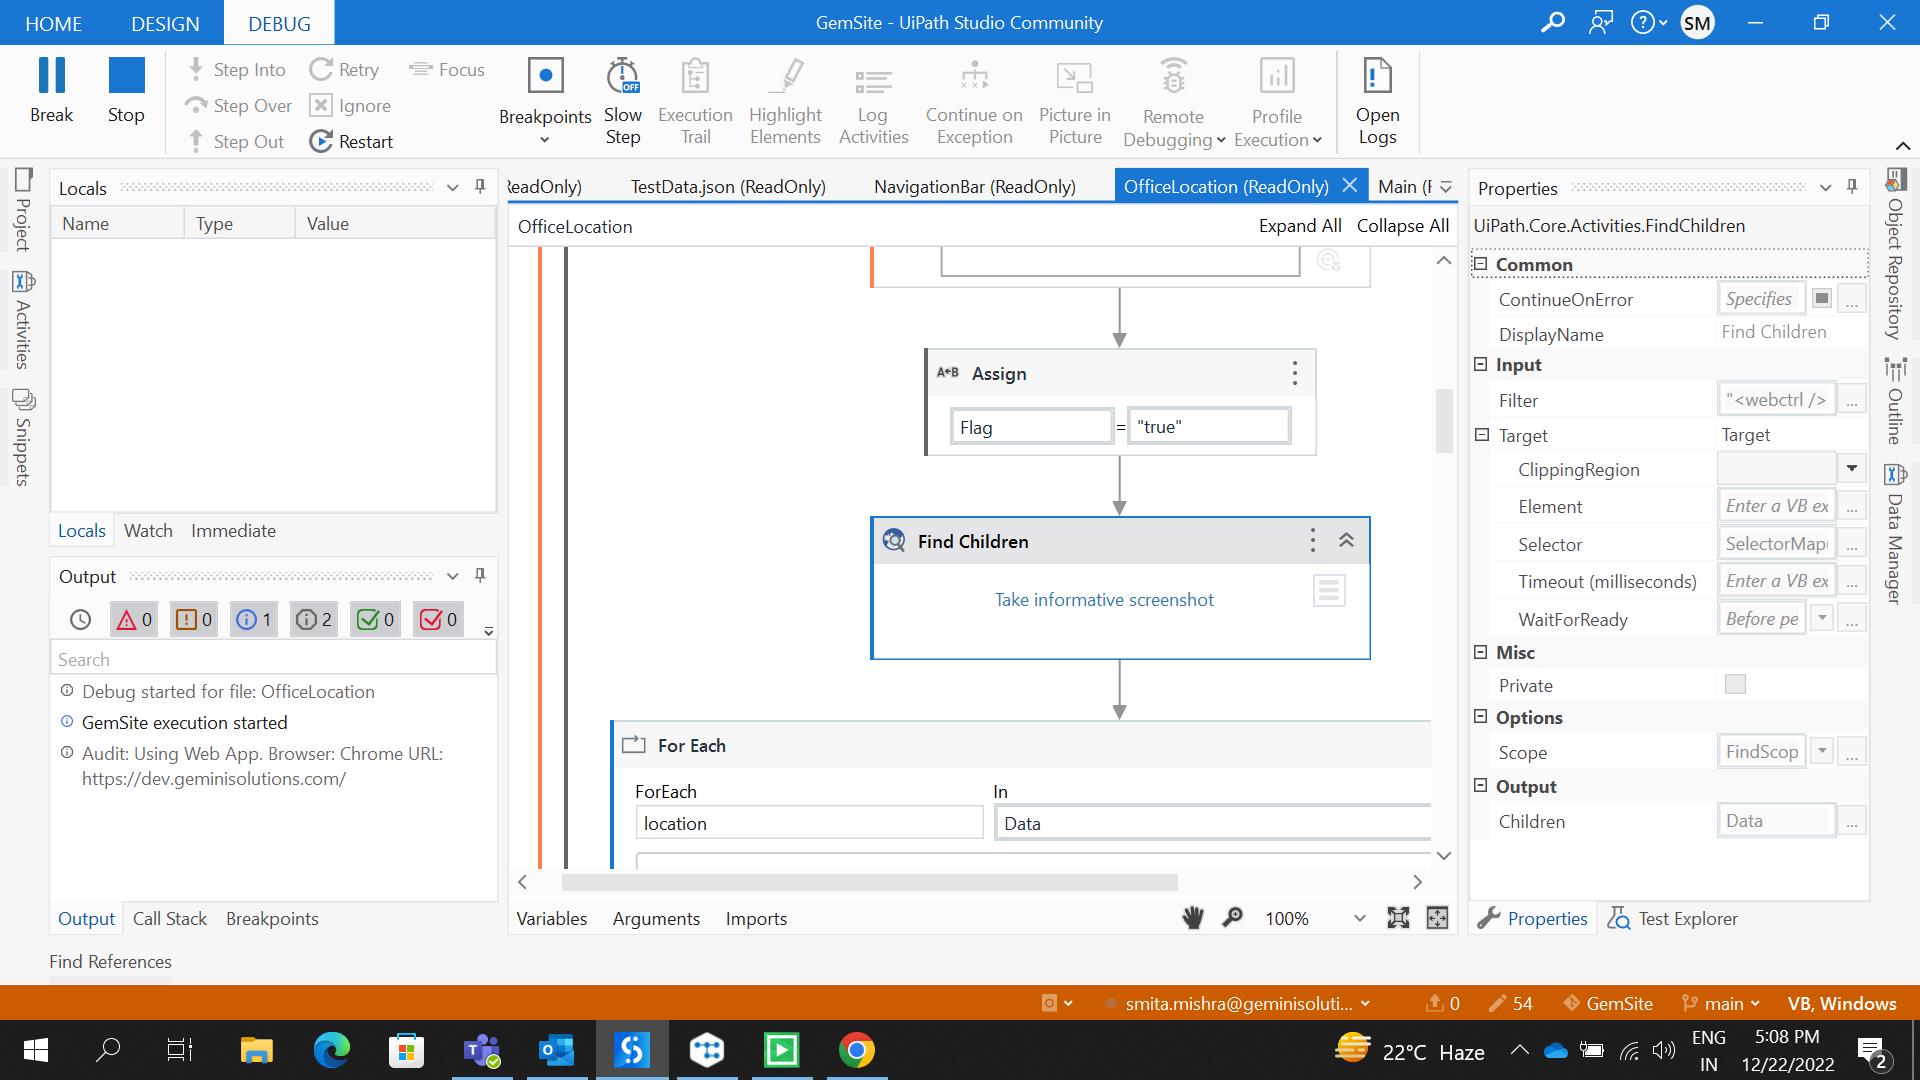 HOME
DESIGN
DEBUG
GemSite - UiPath Studio Community
SM
Break
Stop
Step Into
Step Over
Step Out
Retry
Ignore
Restart
Focus
Breakpoints
Slow
Step
OFF
Execution
Trail
Highlight
Elements
Log
Activities
Continue on
Exception
Picture in
Picture
Remote
Debugging
Profile
Execution
Open
Logs
Project
Activities
Snippets
Locals
Name
Type
Value
Locals
Watch
Immediate
Output
0
0
1
2
0
0
Search
Debug started for file: OfficeLocation
GemSite execution started
Audit: Using Web App. Browser: Chrome URL:
https://dev.geminisolutions.com/
Output
Call Stack
Breakpoints
Find References
ReadOnly)
TestData.json (ReadOnly)
NavigationBar (ReadOnly)
OfficeLocation (ReadOnly)
Main (
OfficeLocation
Expand All
Collapse All
A+B
Assign
Flag
=
"true"
Find Children
Take informative screenshot
For Each
ForEach
In
location
Data
Variables
Arguments
Imports
100%
Properties
UiPath.Core.Activities.FindChildren
Common
ContinueOnError
Specifies
...
DisplayName
Find Children
Input
Filter
"<webctrl />
...
Target
Target
ClippingRegion
Element
Enter a VB ex
...
Selector
SelectorMap(
...
Timeout (milliseconds)
Enter a VB ex
...
WaitForReady
Before pe
...
Misc
Private
Options
Scope
FindScop
...
Output
Children
Data
...
Properties
Test Explorer
Object Repository
Outline
Data Manager
smita.mishra@geminisoluti...
0
54
GemSite
main
VB, Windows
22°C Haze
ENG
IN
5:08 PM
12/22/2022
2